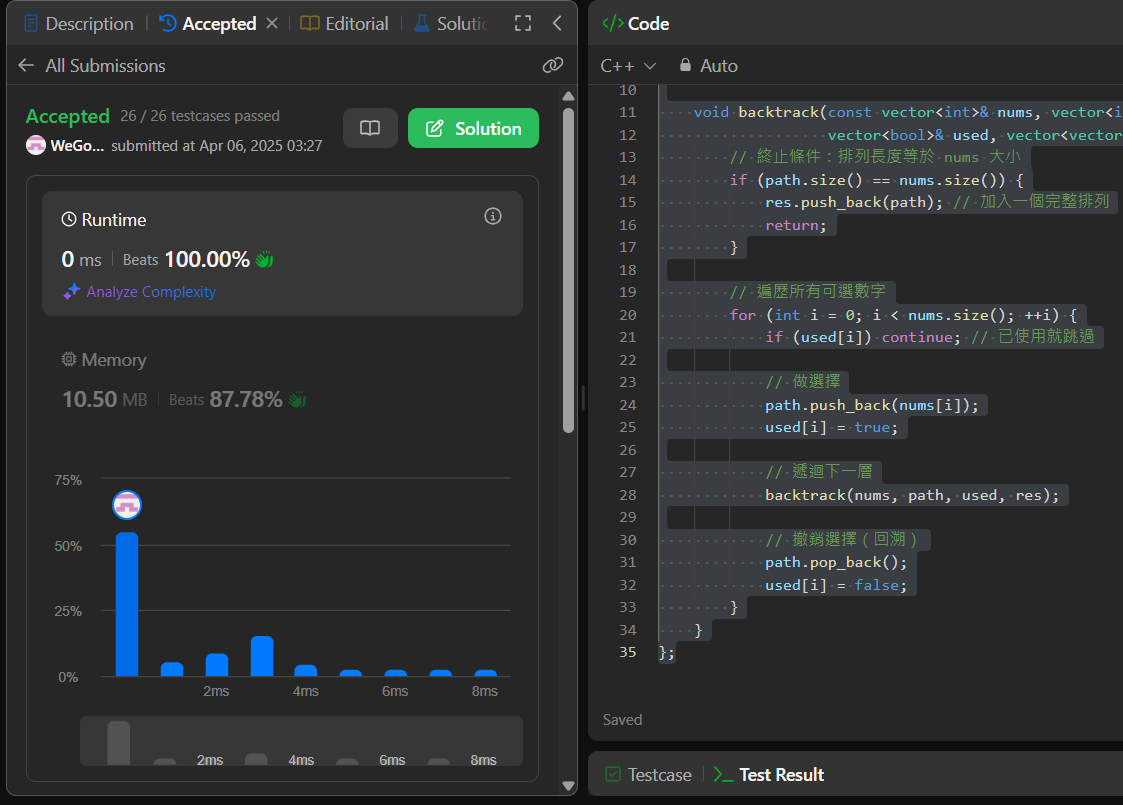 Description
Accepted
Editorial
Soluti
All Submissions
Accepted 26 / 26 testcases passed
WeGo... submitted at Apr 06, 2025 03:27
Solution
Runtime
0 ms Beats 100.00%
Analyze Complexity
Memory
10.50 MB Beats 87.78%
75%
50%
25%
0%
2ms 4ms 6ms 8ms
2ms 4ms 6ms 8ms
</> Code
C++ Auto
10
11 void backtrack(const vector<int>& nums, vector<i
12 vector<bool>& used, vector<vector
13 // 終止條件：排列長度等於 nums 大小
14 if (path.size() == nums.size()) {
15 res.push_back(path); // 加入一個完整排列
16 return;
17 }
18
19 // 遍歷所有可選數字
20 for (int i = 0; i < nums.size(); ++i) {
21 if (used[i]) continue; // 已使用就跳過
22
23 // 做選擇
24 path.push_back(nums[i]);
25 used[i] = true;
26
27 // 遞迴下一層
28 backtrack(nums, path, used, res);
29
30 // 撤銷選擇（回溯）
31 path.pop_back();
32 used[i] = false;
33 }
34 }
35 };
Saved
Testcase
Test Result